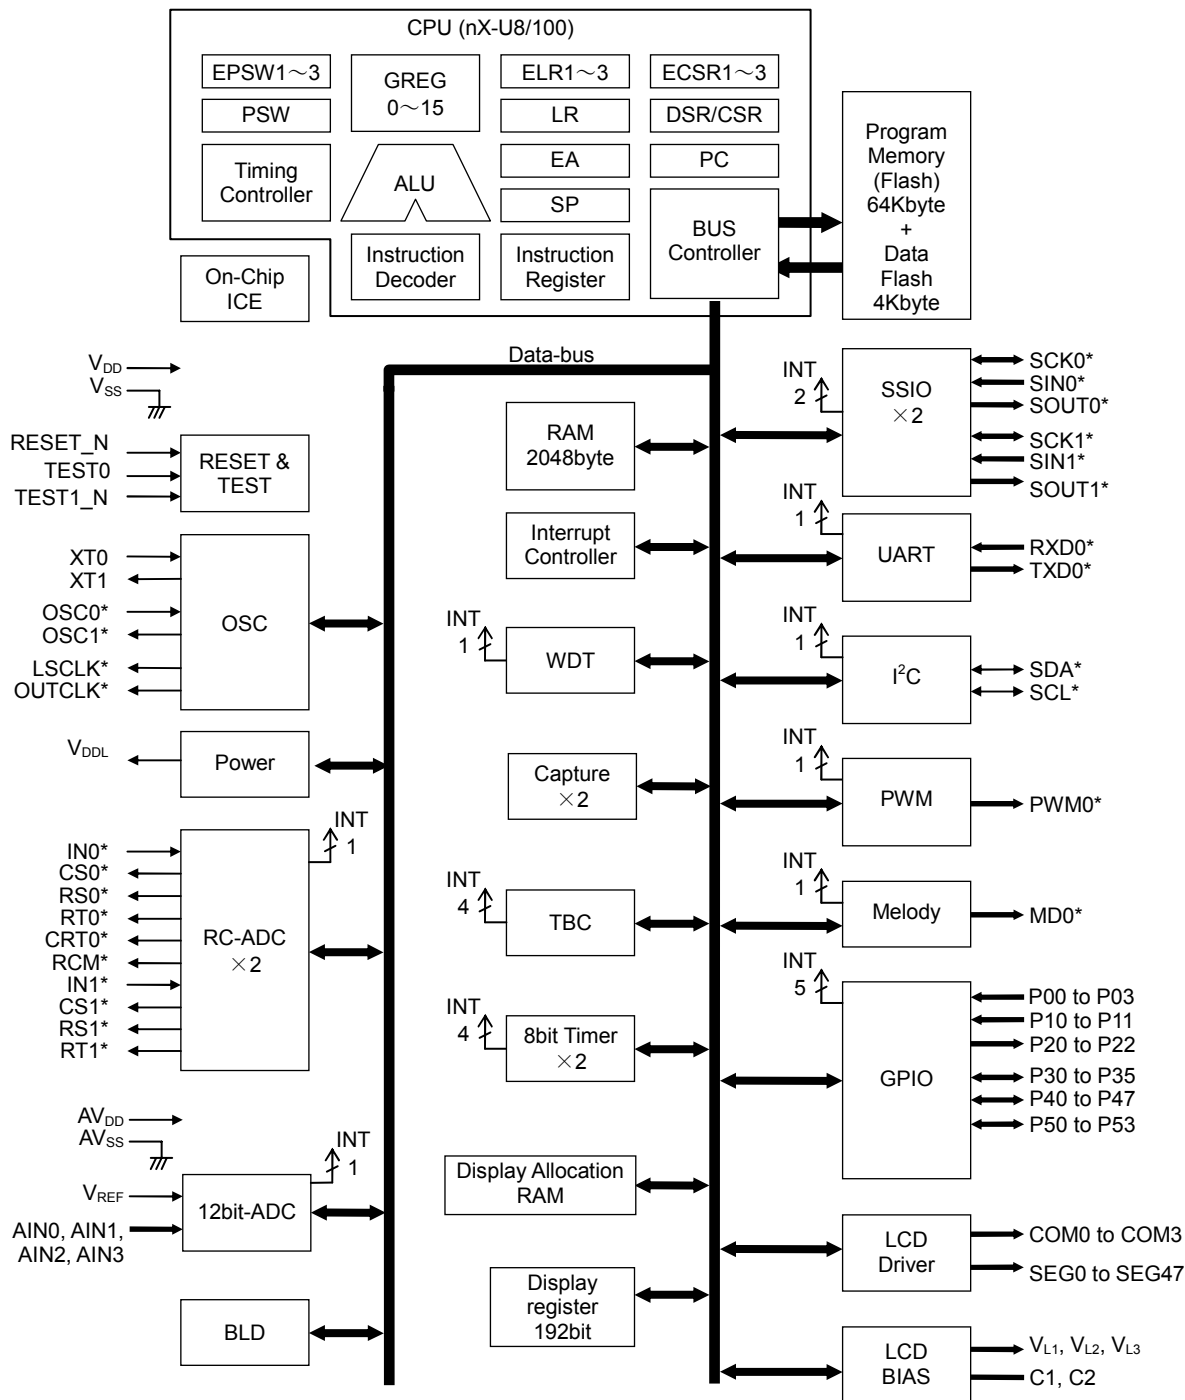 CPU (nX-U8/100)
EPSW1～3
GREG
0～15
ELR1～3
ECSR1～3
PSW
LR
DSR/CSR
Timing
Controller
ALU
EA
PC
SP
BUS
Controller
Instruction
Decoder
Instruction
Register
On-Chip
ICE
Program
Memory
(Flash)
64Kbyte
+
Data
Flash
4Kbyte
Data-bus
VDD
VSS
RESET_N
TEST0
TEST1_N
RESET &
TEST
XT0
XT1
OSC0*
OSC1*
LSCLK*
OUTCLK*
OSC
VDDL
Power
INT
1
IN0*
CS0*
RS0*
RT0*
CRT0*
RCM*
IN1*
CS1*
RS1*
RT1*
RC-ADC
×2
AVDD
AVSS
INT
1
VREF
AIN0, AIN1,
AIN2, AIN3
12bit-ADC
BLD
RAM
2048byte
Interrupt
Controller
INT
1
WDT
Capture
×2
INT
4
TBC
INT
4
8bit Timer
×2
Display Allocation
RAM
Display
register
192bit
INT
2
SSIO
×2
SCK0*
SIN0*
SOUT0*
SCK1*
SIN1*
SOUT1*
INT
1
UART
RXD0*
TXD0*
INT
1
I²C
SDA*
SCL*
INT
1
PWM
PWM0*
INT
1
Melody
MD0*
INT
5
GPIO
P00 to P03
P10 to P11
P20 to P22
P30 to P35
P40 to P47
P50 to P53
LCD
Driver
COM0 to COM3
SEG0 to SEG47
LCD
BIAS
VL1, VL2, VL3
C1, C2